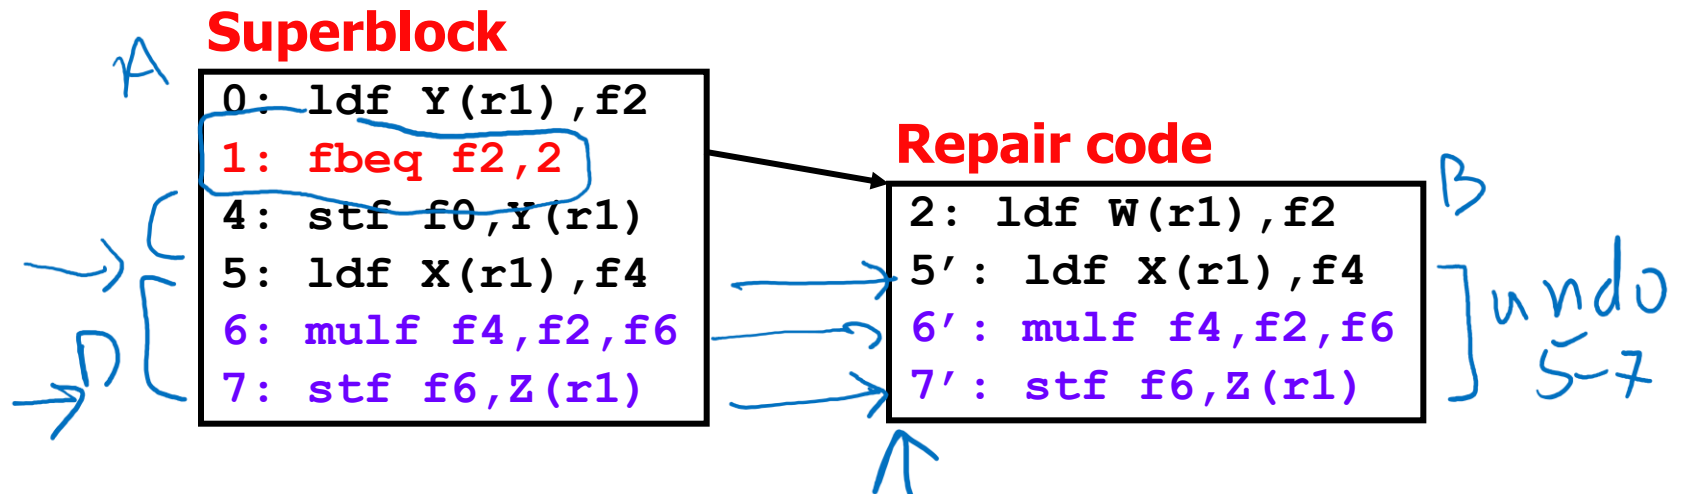 A
Superblock
0: ldf Y(r1),f2
1: fbeq f2,2
4: stf f0,Y(r1)
5: ldf X(r1),f4
6: mulf f4,f2,f6
7: stf f6,Z(r1)
C
D
Repair code
B
2: ldf W(r1),f2
5’: ldf X(r1),f4
6’: mulf f4,f2,f6
7’: stf f6,Z(r1)
undo
5-7